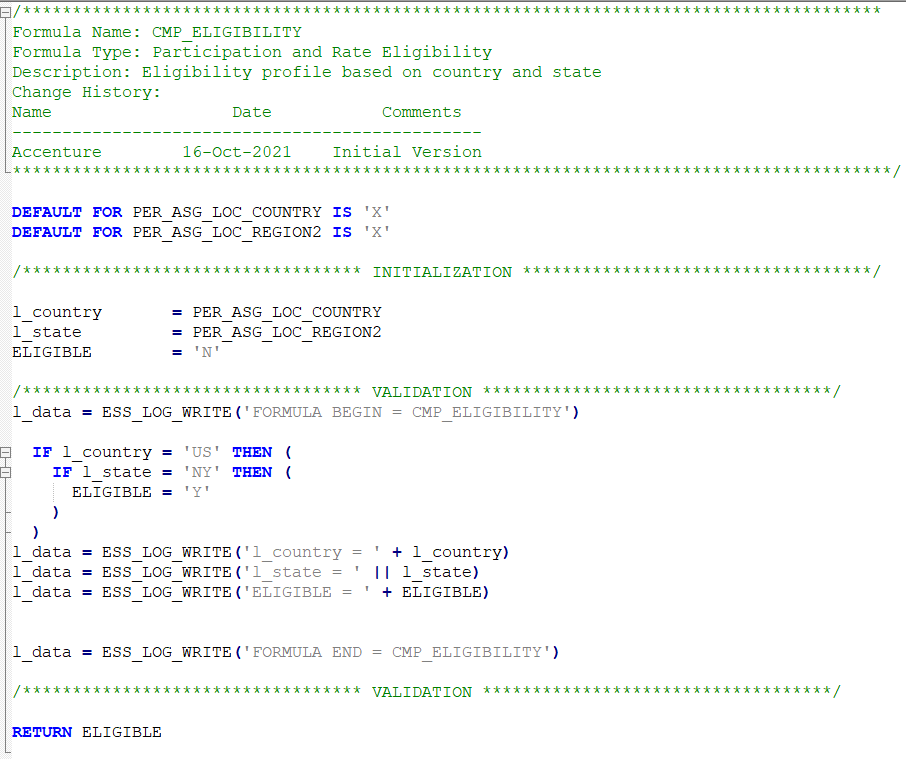 /**************************************************************************************
Formula Name: CMP_ELIGIBILITY
Formula Type: Participation and Rate Eligibility
Description: Eligibility profile based on country and state
Change History:
Name                  Date           Comments
-----------------------------------------------
Accenture        16-Oct-2021    Initial Version
****************************************************************************************/
DEFAULT FOR PER_ASG_LOC_COUNTRY IS 'X'
DEFAULT FOR PER_ASG_LOC_REGION2 IS 'X'
/********************************** INITIALIZATION ***********************************/
l_country       = PER_ASG_LOC_COUNTRY
l_state         = PER_ASG_LOC_REGION2
ELIGIBLE        = 'N'
/********************************** VALIDATION ***********************************/
l_data = ESS_LOG_WRITE('FORMULA BEGIN = CMP_ELIGIBILITY')
  IF l_country = 'US' THEN (
    IF l_state = 'NY' THEN (
      ELIGIBLE = 'Y'
    )
  )
l_data = ESS_LOG_WRITE('l_country = ' + l_country)
l_data = ESS_LOG_WRITE('l_state = ' || l_state)
l_data = ESS_LOG_WRITE('ELIGIBLE = ' + ELIGIBLE)
l_data = ESS_LOG_WRITE('FORMULA END = CMP_ELIGIBILITY')
/********************************** VALIDATION ***********************************/
RETURN ELIGIBLE